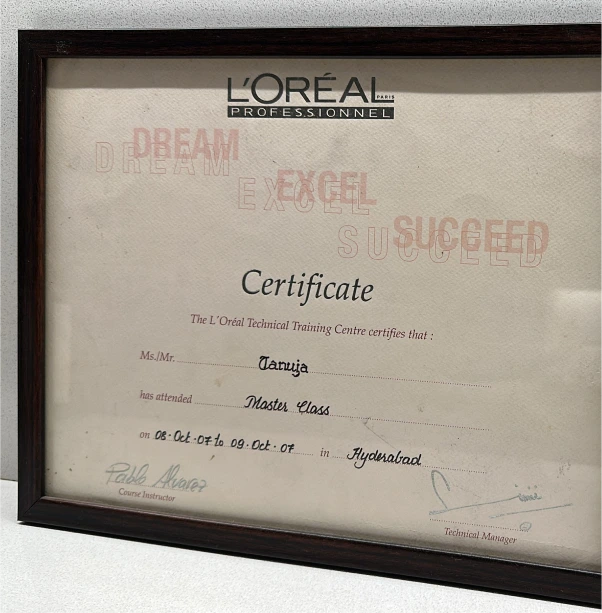 L'ORÉAL
PARIS
PROFESSIONNEL
DREAM
DREAM
EXCEL
EXCEL
SUCCEED
SUCCEED
Certificate
The L'Oréal Technical Training Centre certifies that :
Ms./Mr. Tanuja
has attended Master Class
on 08·Oct·07 to 09·Oct·07 in Hyderabad
Pablo Alvarez
Course Instructor
Technical Manager